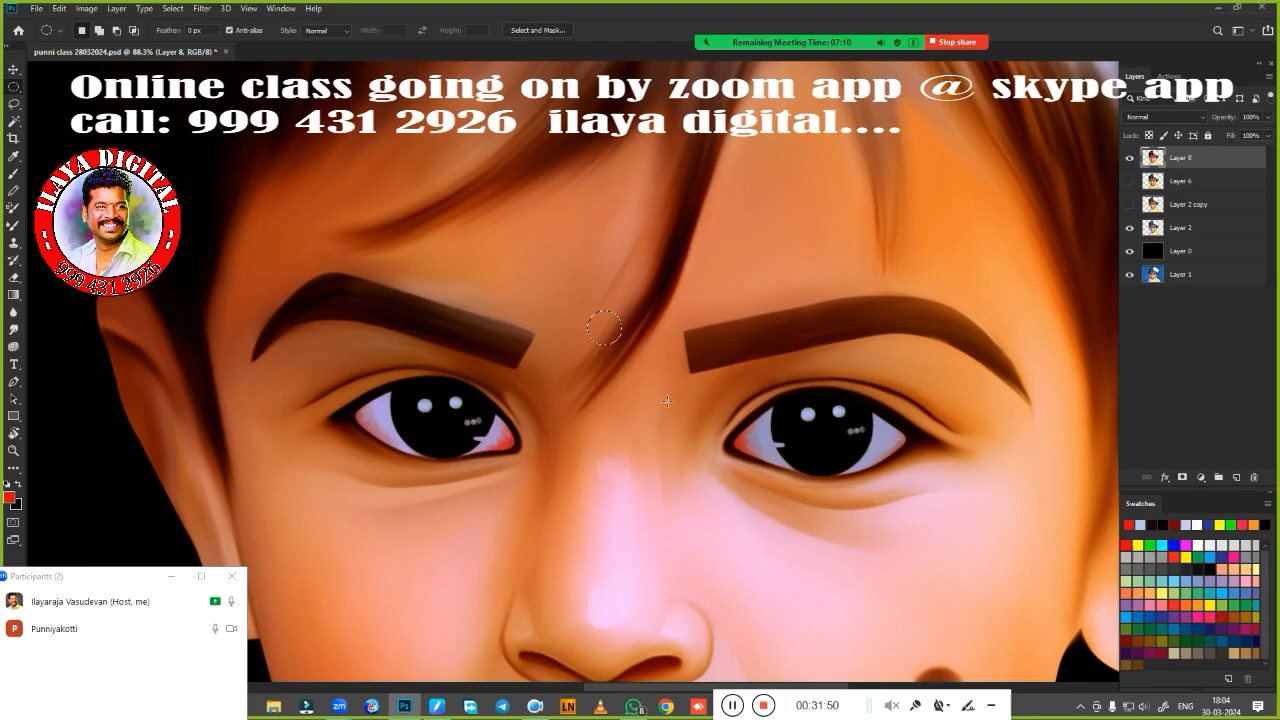 File Edit Image Layer Type Select Filter 3D View Window Help
Feather: 0 px Anti-alias Style: Normal Width: Height: Select and Mask...
punni class 28032024.psd @ 88.3% (Layer 8, RGB/8) * ×
Remaining Meeting Time: 07:10 Stop share
Online class going on by zoom app @ skype app
call: 999 431 2926 ilaya digital....
ILAYA DIGITAL
999 431 2926
Layers Actions
Kind
Normal Opacity: 100%
Lock: Fill: 100%
Layer 8
Layer 6
Layer 2 copy
Layer 2
Layer 0
Layer 1
Swatches
Participants (2)
Ilayaraja Vasudevan (Host, me)
P Punniyakotti
00:31:50
ENG 18:04
30-03-2024